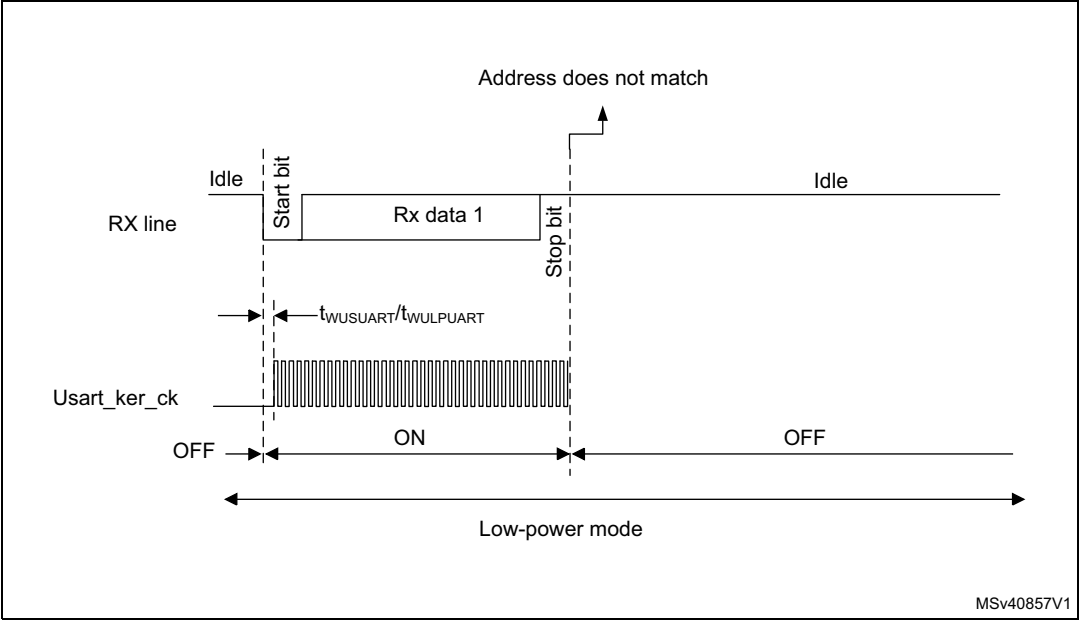 Address does not match
Idle
Start bit
Idle
RX line
Rx data 1
Stop bit
tWUSUART/tWULPUART
Usart_ker_ck
OFF
ON
OFF
Low-power mode
MSv40857V1